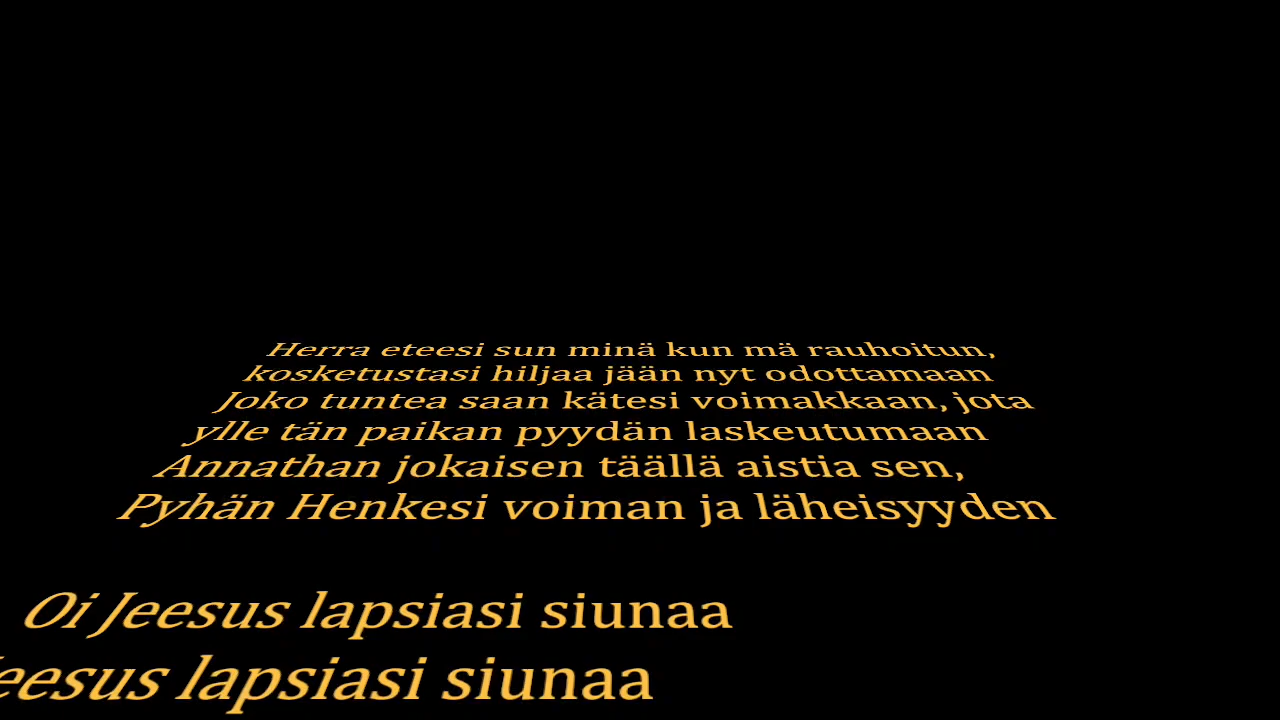 Herra eteesi sun minä kun mä rauhoitun,
kosketustasi hiljaa jään nyt odottamaan
Joko tuntea saan kätesi voimakkaan, jota
ylle tän paikan pyydän laskeutumaan
Annathan jokaisen täällä aistia sen,
Pyhän Henkesi voiman ja läheisyyden
Oi Jeesus lapsiasi siunaa
lapsiasi siunaa